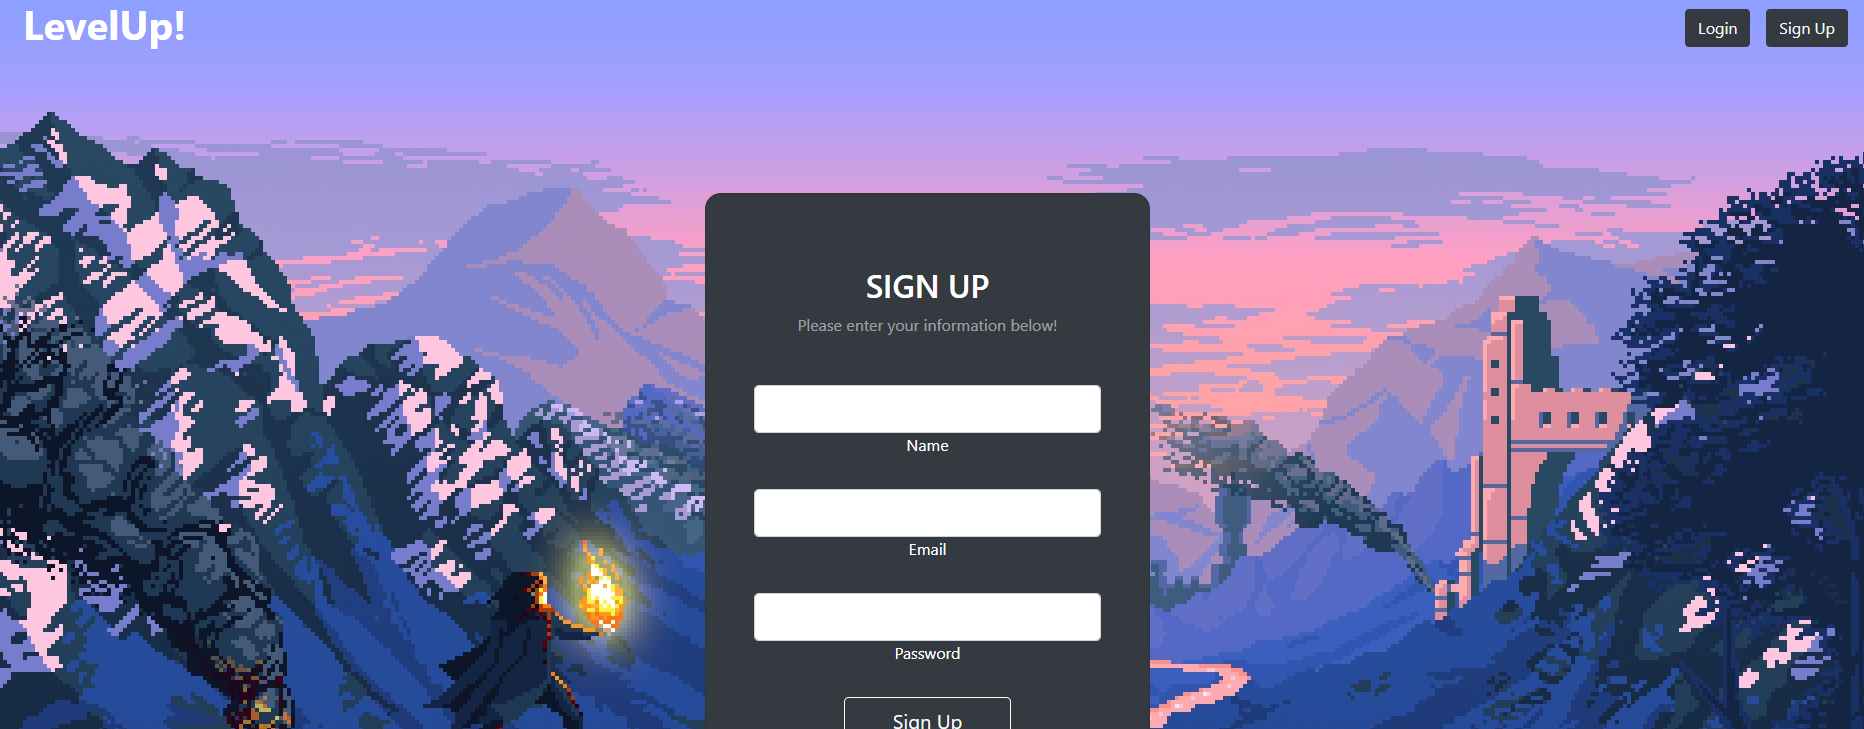 LevelUp!
Login
Sign Up
SIGN UP
Please enter your information below!
Name
Email
Password
Sign Up